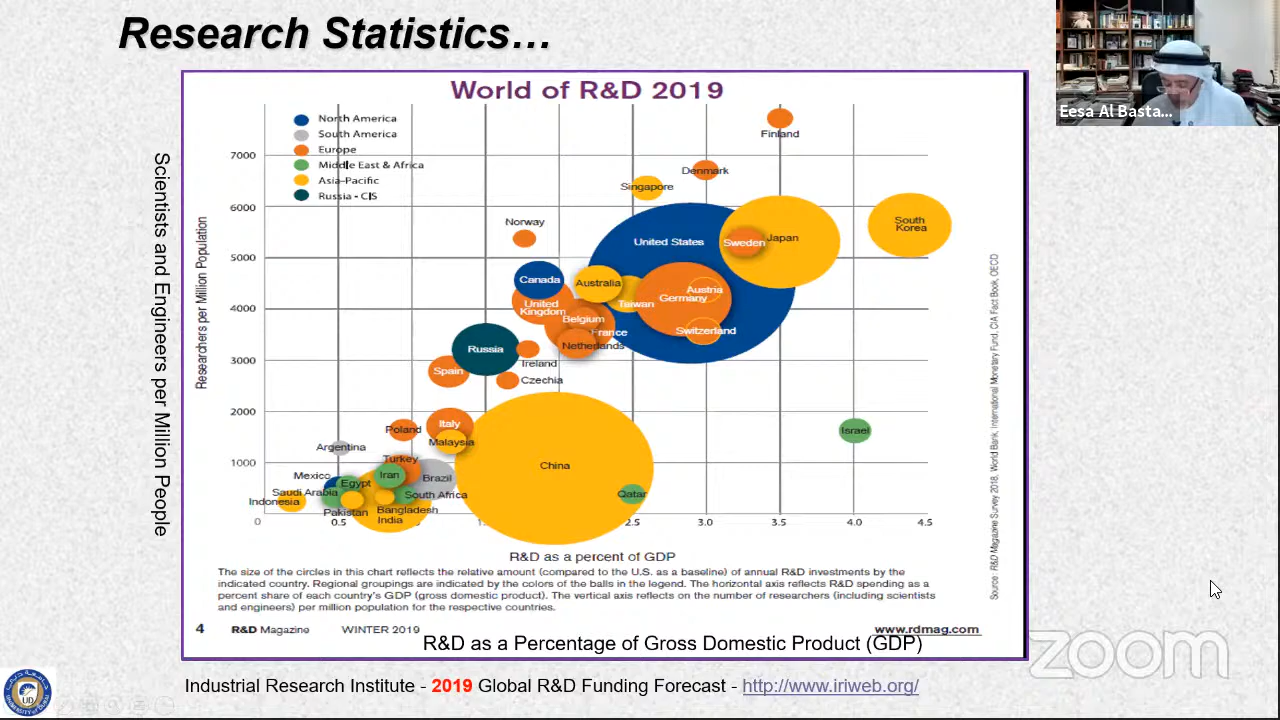 Research Statistics…
Eesa Al Basta...
World of R&D 2019
North America
South America
Europe
Middle East & Africa
Asia-Pacific
Russia - CIS
Scientists and Engineers per Million People
Researchers per Million Population
7000
6000
5000
4000
3000
2000
1000
Finland
Denmark
Singapore
Norway
South
Korea
United States
Sweden
Japan
Canada
Australia
Austria
Germany
United
Kingdom
Taiwan
Belgium
France
Switzerland
Netherlands
Russia
Ireland
Spain
Czechia
Italy
Poland
Malaysia
Israel
Argentina
Turkey
China
Mexico
Iran
Brazil
Egypt
Saudi Arabia
South Africa
Qatar
Indonesia
Pakistan
Bangladesh
India
0
0.5
2.5
3.0
3.5
4.0
4.5
R&D as a percent of GDP
Source: R&D Magazine Survey 2018, World Bank, International Monetary Fund, CIA Fact Book, OECD
The size of the circles in this chart reflects the relative amount (compared to the U.S. as a baseline) of annual R&D investments by the
indicated country. Regional groupings are indicated by the colors of the balls in the legend. The horizontal axis reflects R&D spending as a
percent share of each country's GDP (gross domestic product). The vertical axis reflects on the number of researchers (including scientists
and engineers) per million population for the respective countries.
4 R&D Magazine WINTER 2019 www.rdmag.com
R&D as a Percentage of Gross Domestic Product (GDP)
Industrial Research Institute - 2019 Global R&D Funding Forecast - http://www.iriweb.org/
zoom